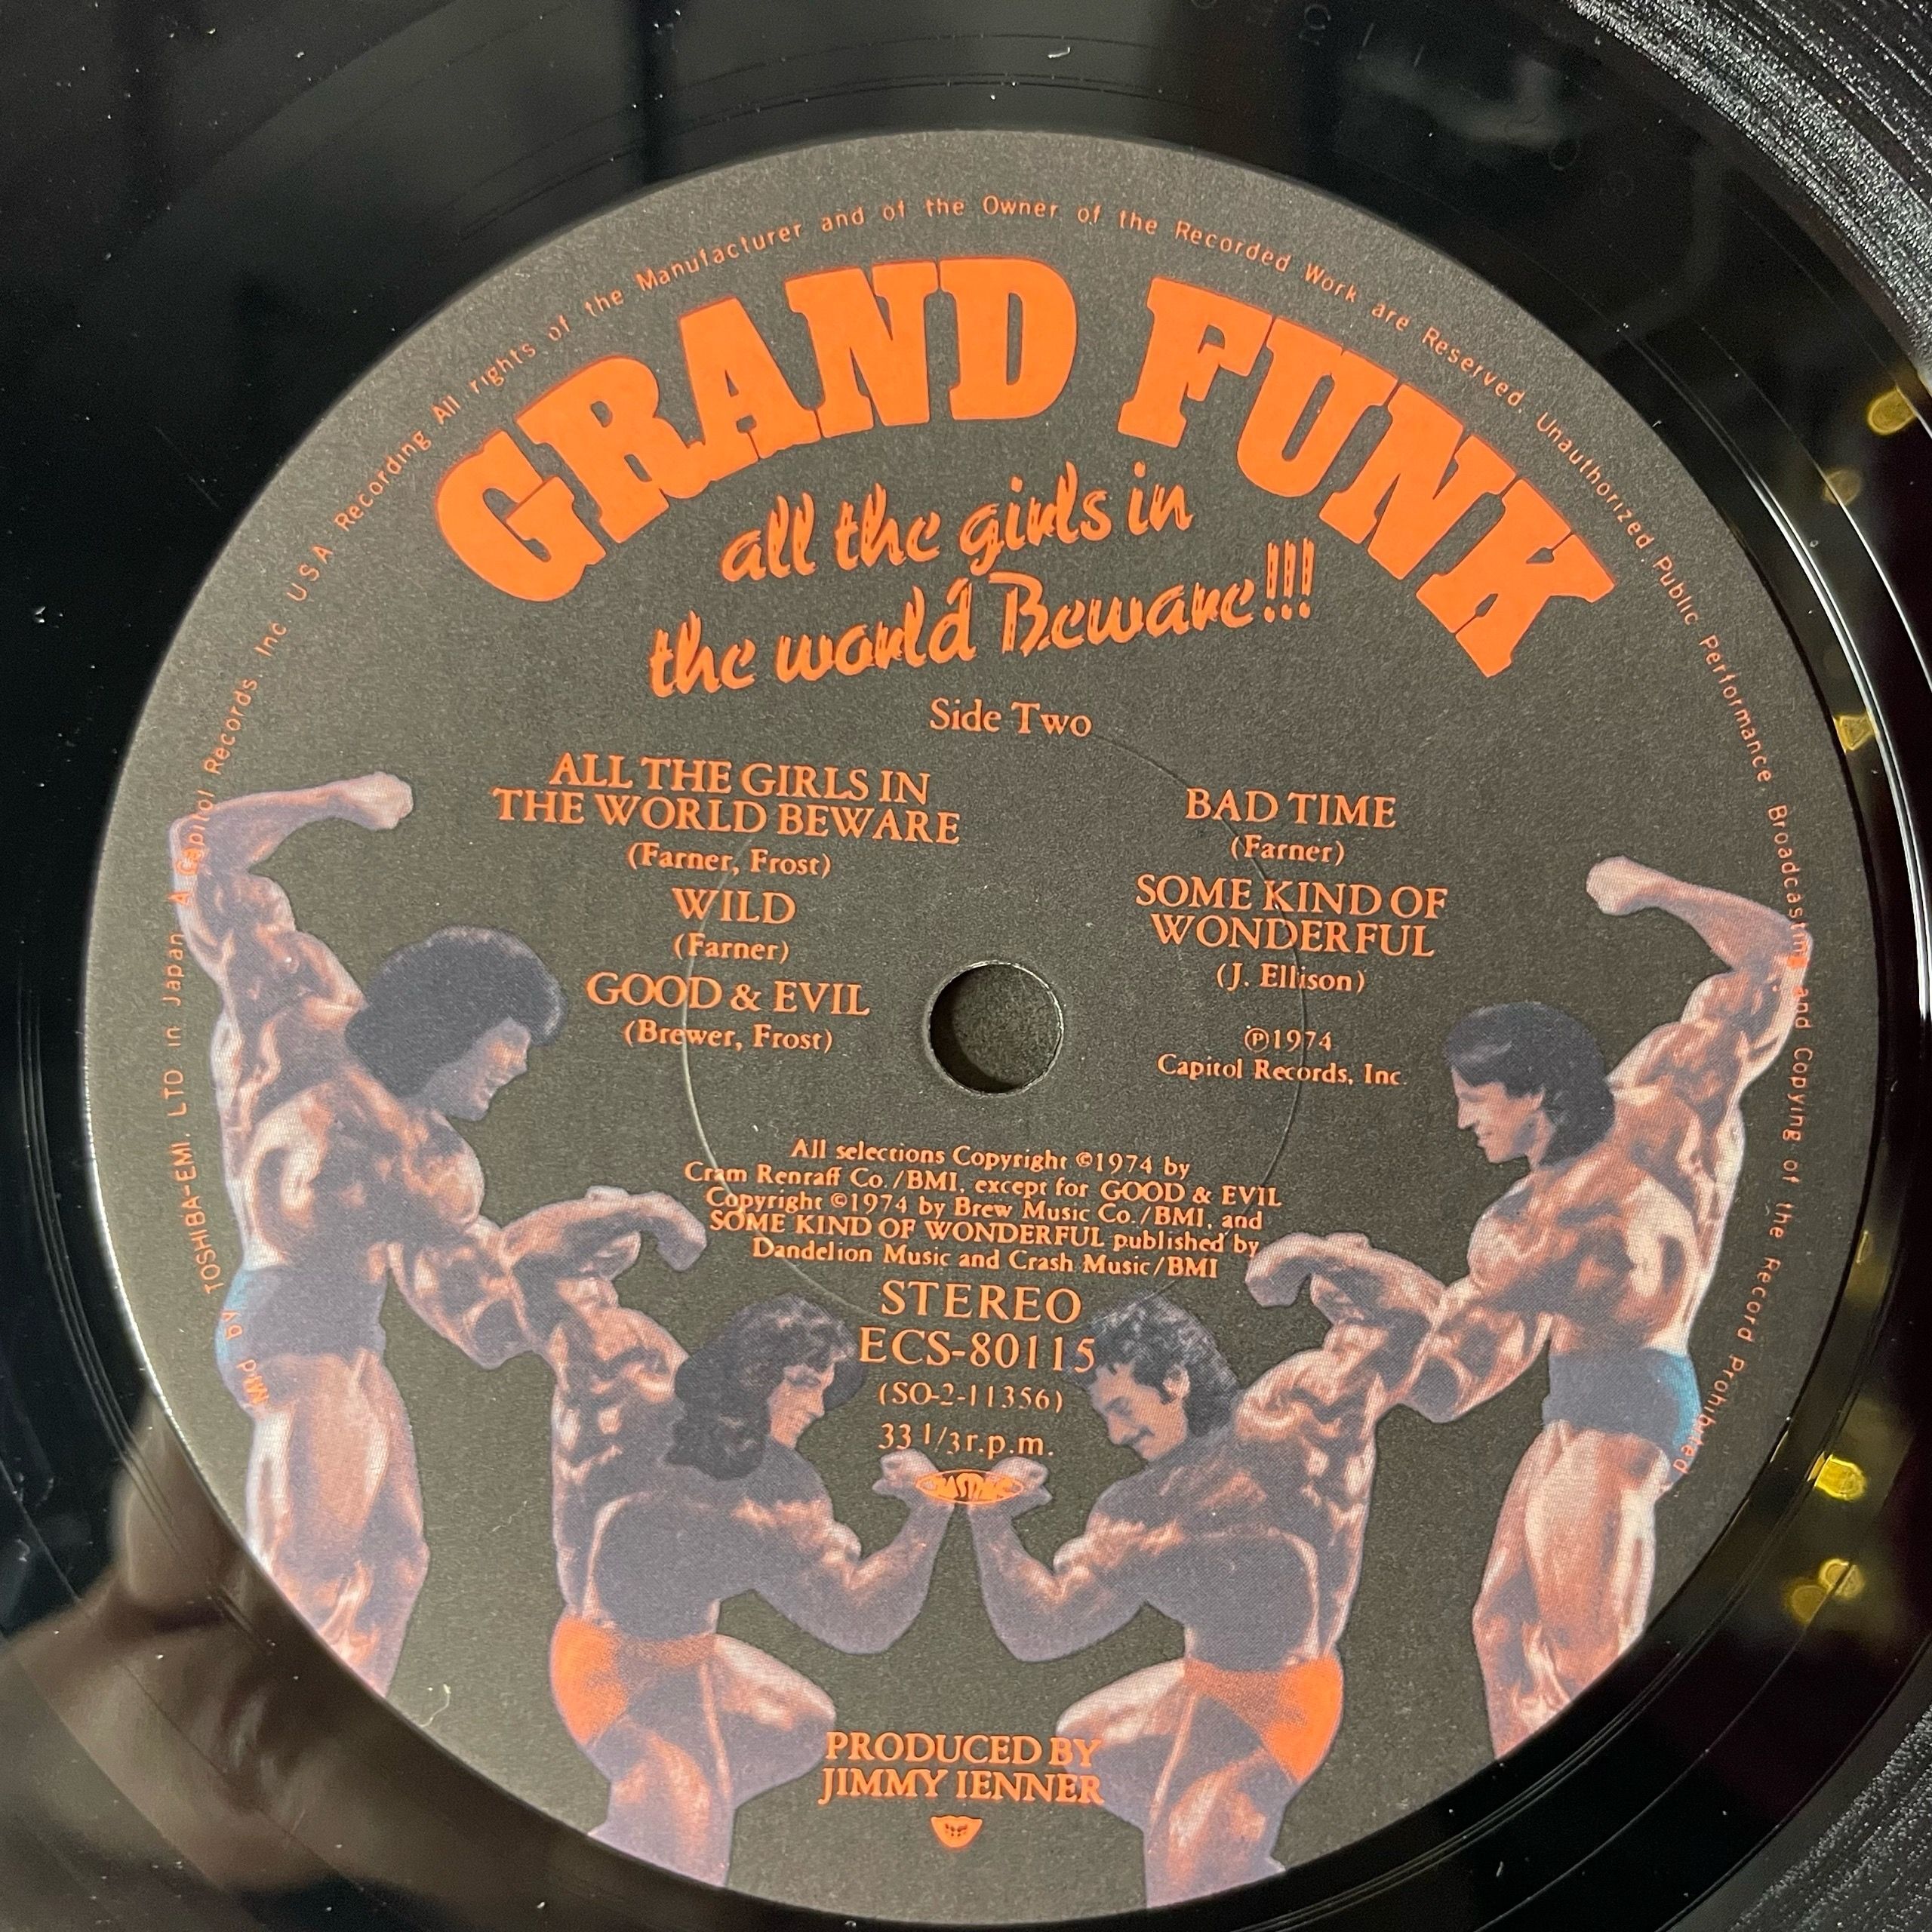 Mfd by TOSHIBA-EMI, LTD in Japan A Capitol Records Inc U S A Recording All rights of the Manufacturer and of the Owner of the Recorded Work are Reserved. Unauthorized Public Performance, Broadcasting and Copying of the Record Prohibited
GRAND FUNK
all the girls in
the world Beware!!!
Side Two
ALL THE GIRLS IN
THE WORLD BEWARE
(Farner, Frost)
WILD
(Farner)
GOOD & EVIL
(Brewer, Frost)
BAD TIME
(Farner)
SOME KIND OF
WONDERFUL
(J. Ellison)
℗1974
Capitol Records, Inc.
All selections Copyright ©1974 by
Cram Renraff Co./BMI, except for GOOD & EVIL
Copyright ©1974 by Brew Music Co./BMI, and
SOME KIND OF WONDERFUL published by
Dandelion Music and Crash Music/BMI
STEREO
ECS-80115
(SO-2-11356)
33 1/3 r.p.m.
PRODUCED BY
JIMMY IENNER